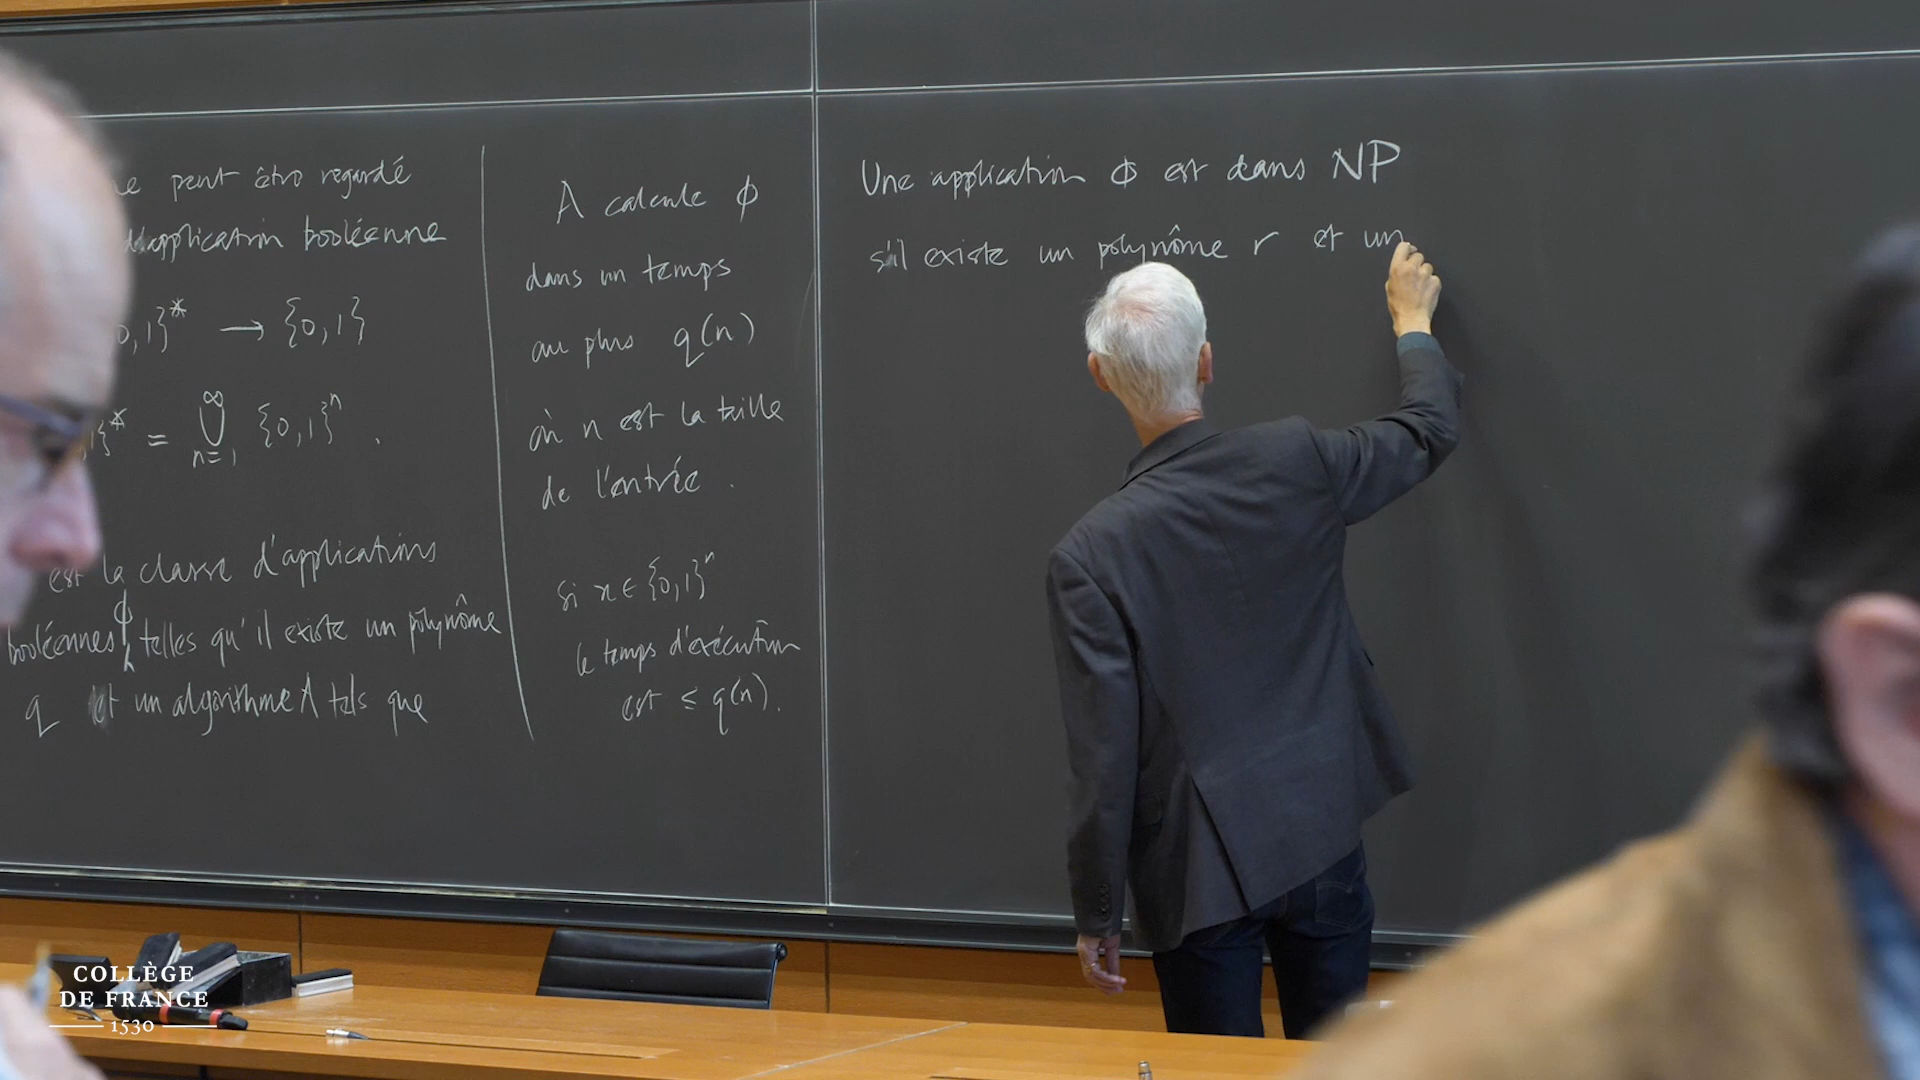 peut être regardé
d'application booléenne
0,1}* → {0,1}
1}* = ∪ {0,1}ⁿ .
∞
n=1
est la classe d'applications
booléennes ϕ telles qu'il existe un polynôme
q et un algorithme A tels que
A calcule ϕ
dans un temps
au plus q(n)
où n est la taille
de l'entrée .
Si x ∈ {0,1}ⁿ
le temps d'exécution
est ≤ q(n).
Une application ϕ est dans NP
s'il existe un polynôme r et un
COLLÈGE
DE FRANCE
1530